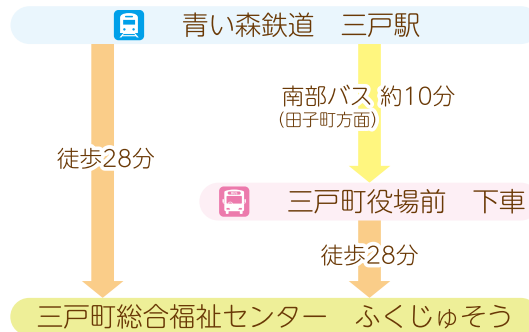 青い森鉄道　三戸駅
南部バス 約10分
（田子町方面）
徒歩28分
三戸町役場前　下車
徒歩28分
三戸町総合福祉センター　ふくじゅそう